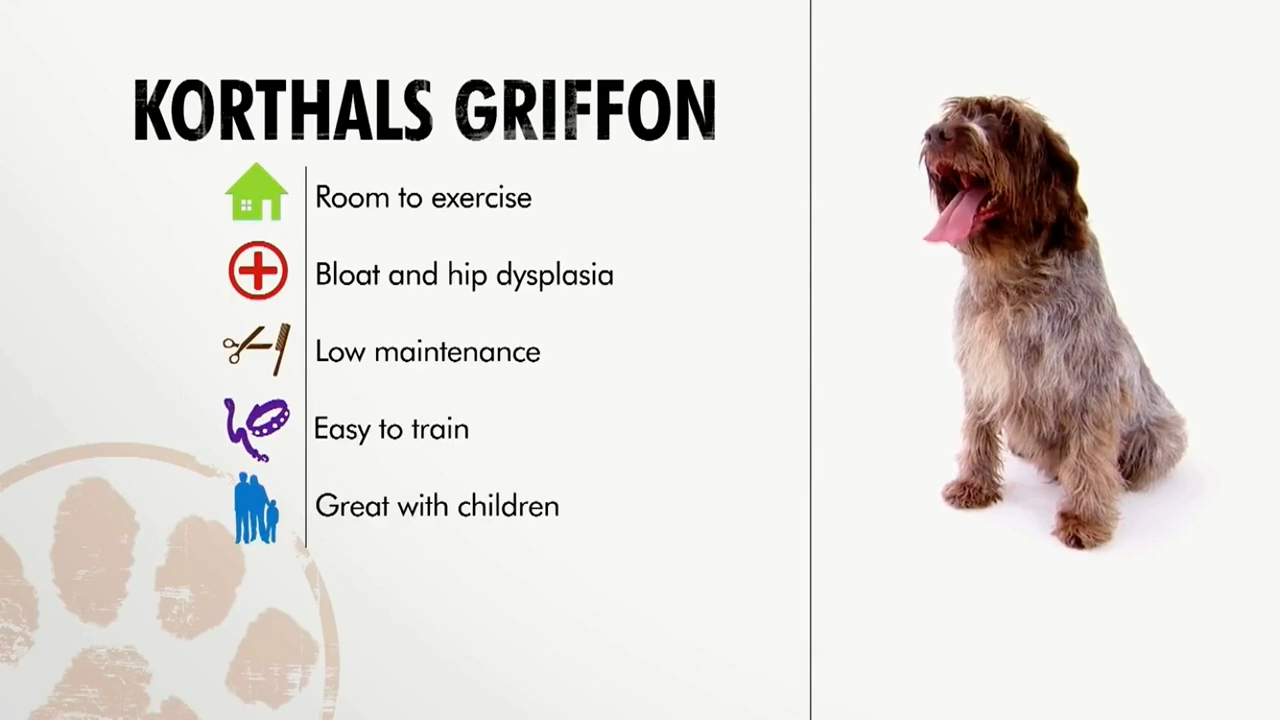 KORTHALS GRIFFON
Room to exercise
Bloat and hip dysplasia
Low maintenance
Easy to train
Great with children